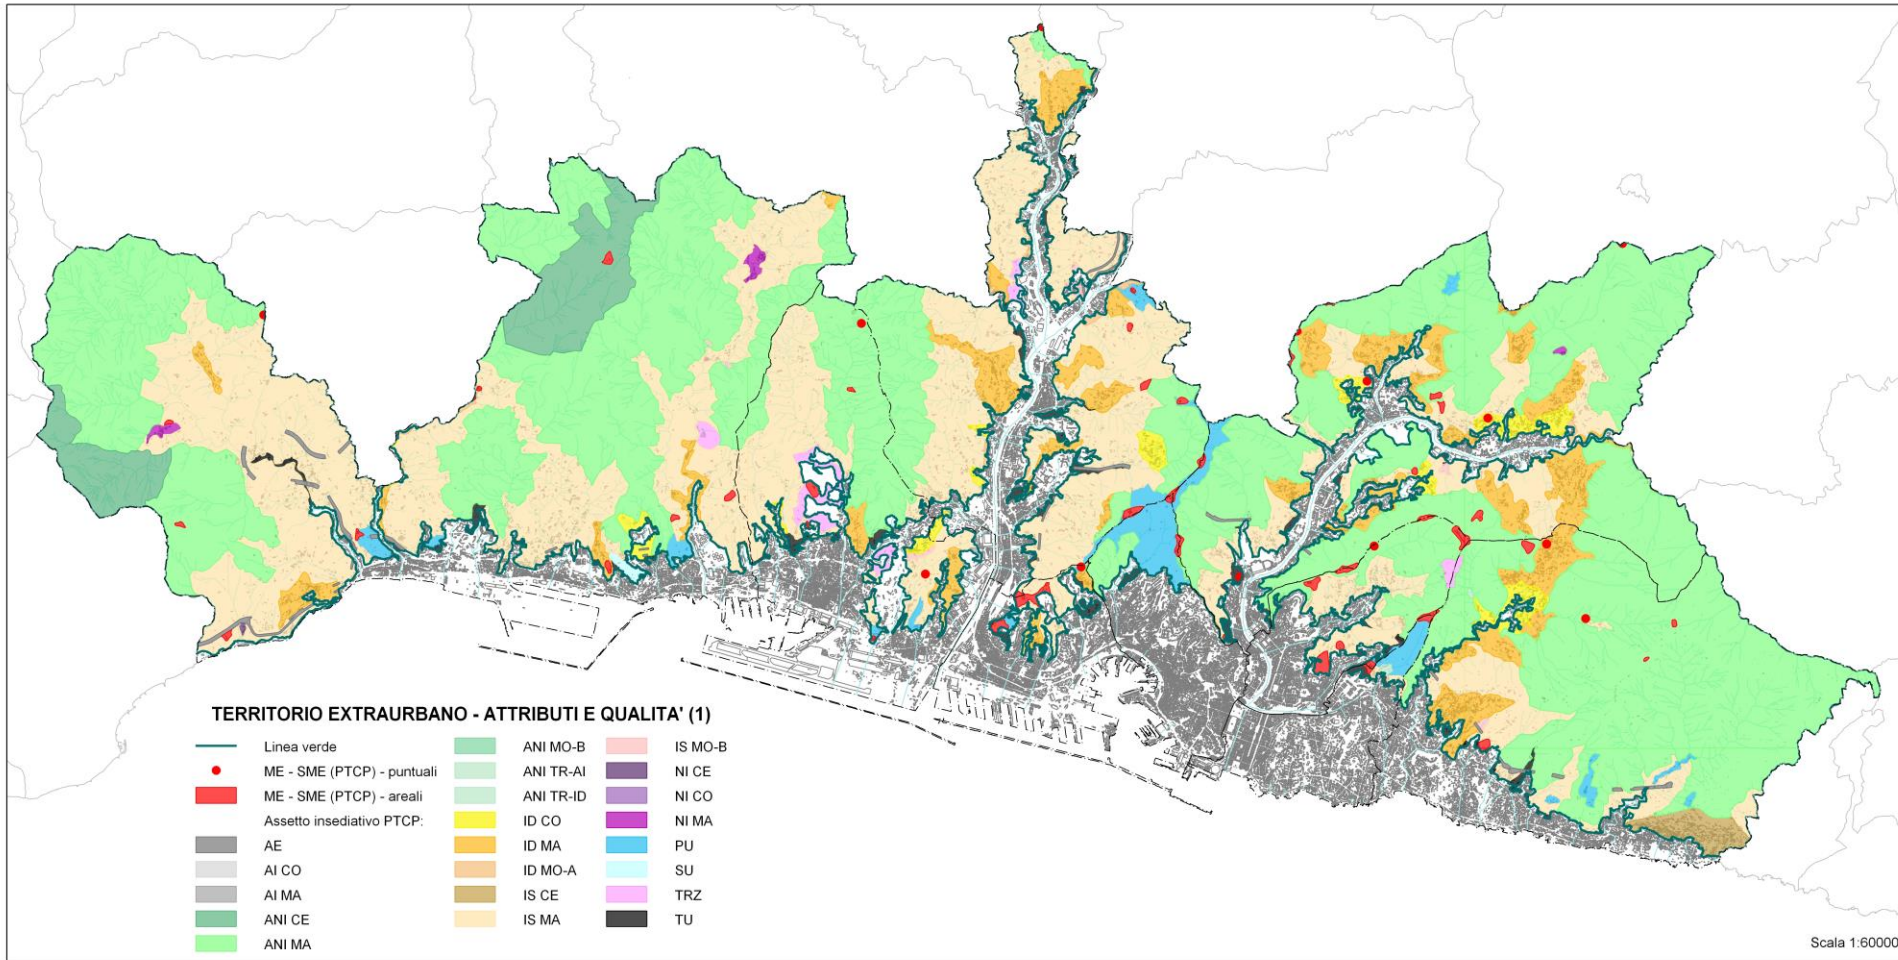 TERRITORIO EXTRAURBANO - ATTRIBUTI E QUALITA' (1)
Linea verde
ME - SME (PTCP) - puntuali
ME - SME (PTCP) - areali
Assetto insediativo PTCP:
AE
AI CO
AI MA
ANI CE
ANI MA
ANI MO-B
ANI TR-AI
ANI TR-ID
ID CO
ID MA
ID MO-A
IS CE
IS MA
IS MO-B
NI CE
NI CO
NI MA
PU
SU
TRZ
TU
Scala 1:60000